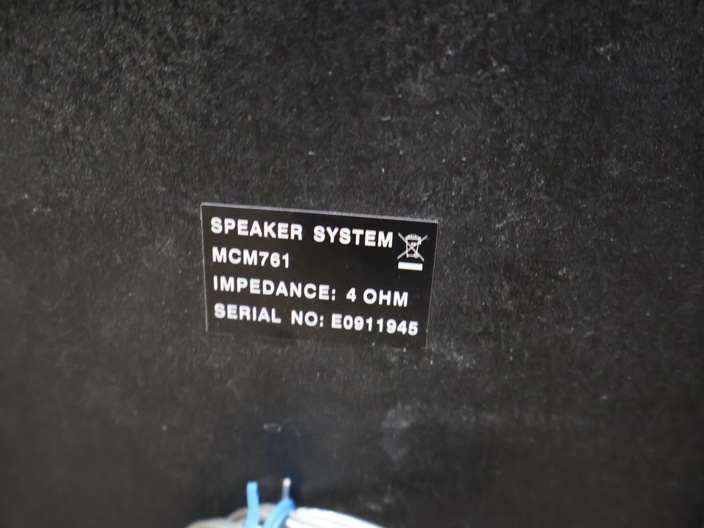 SPEAKER SYSTEM
MCM761
IMPEDANCE: 4 OHM
SERIAL NO: E0911945